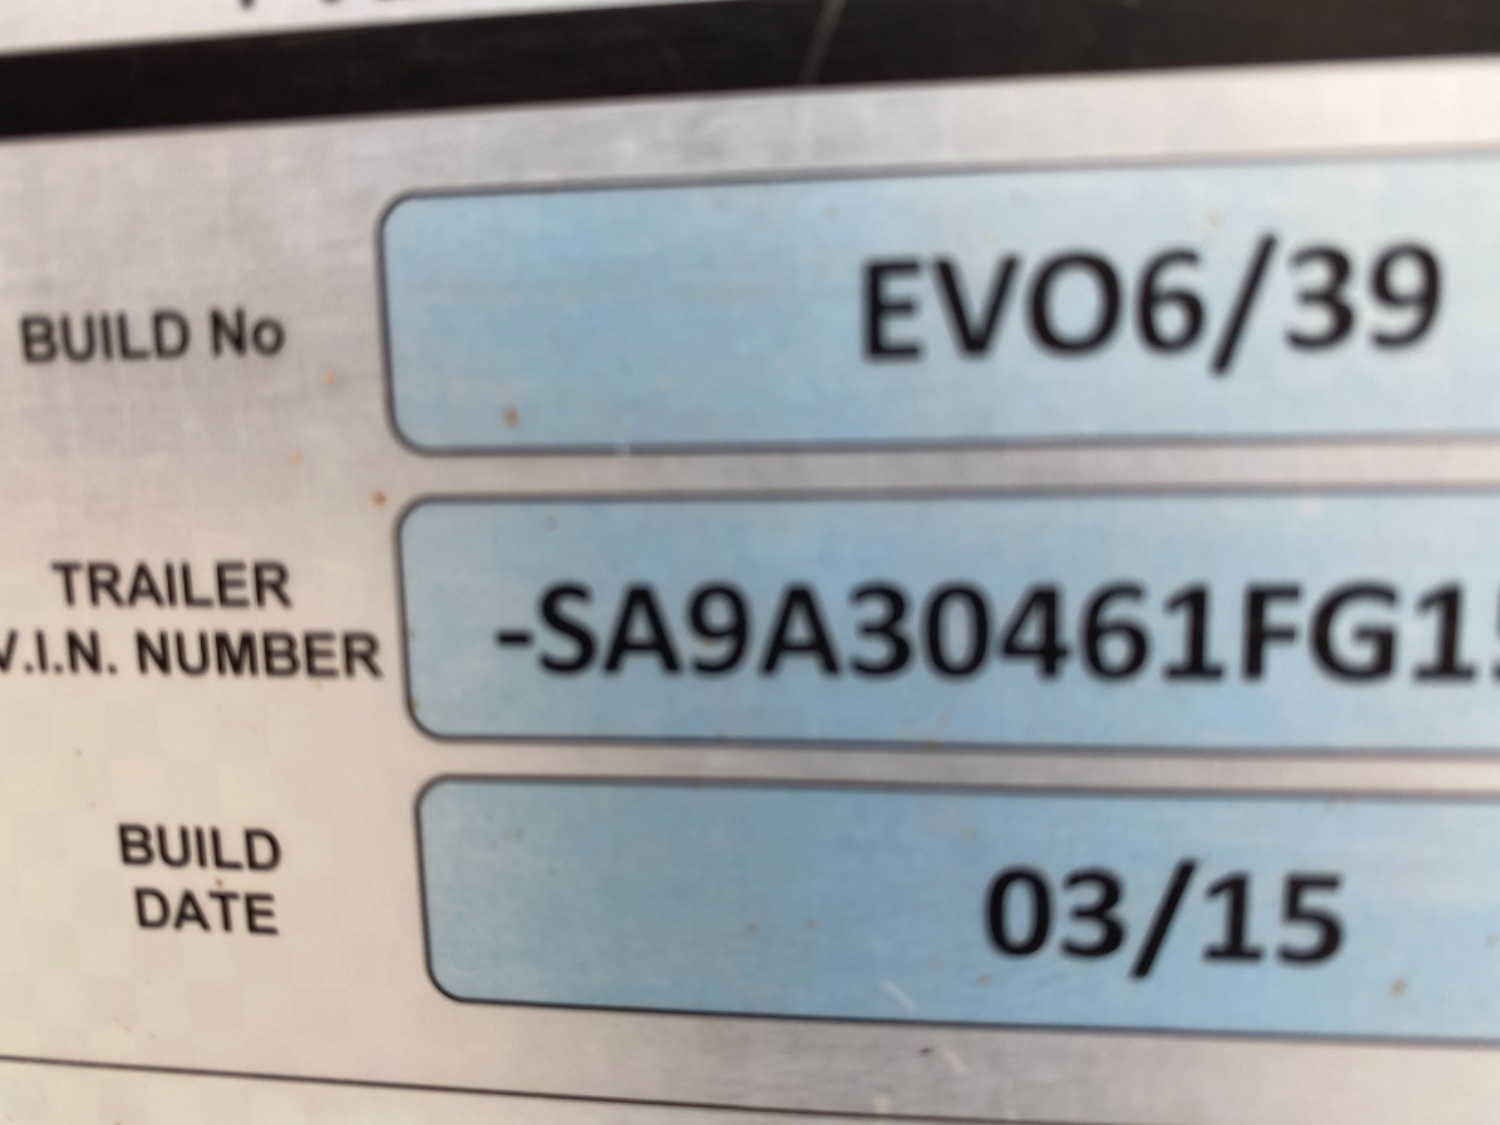 BUILD No
EVO6/39
TRAILER
V.I.N. NUMBER
-SA9A30461FG1
BUILD
DATE
03/15